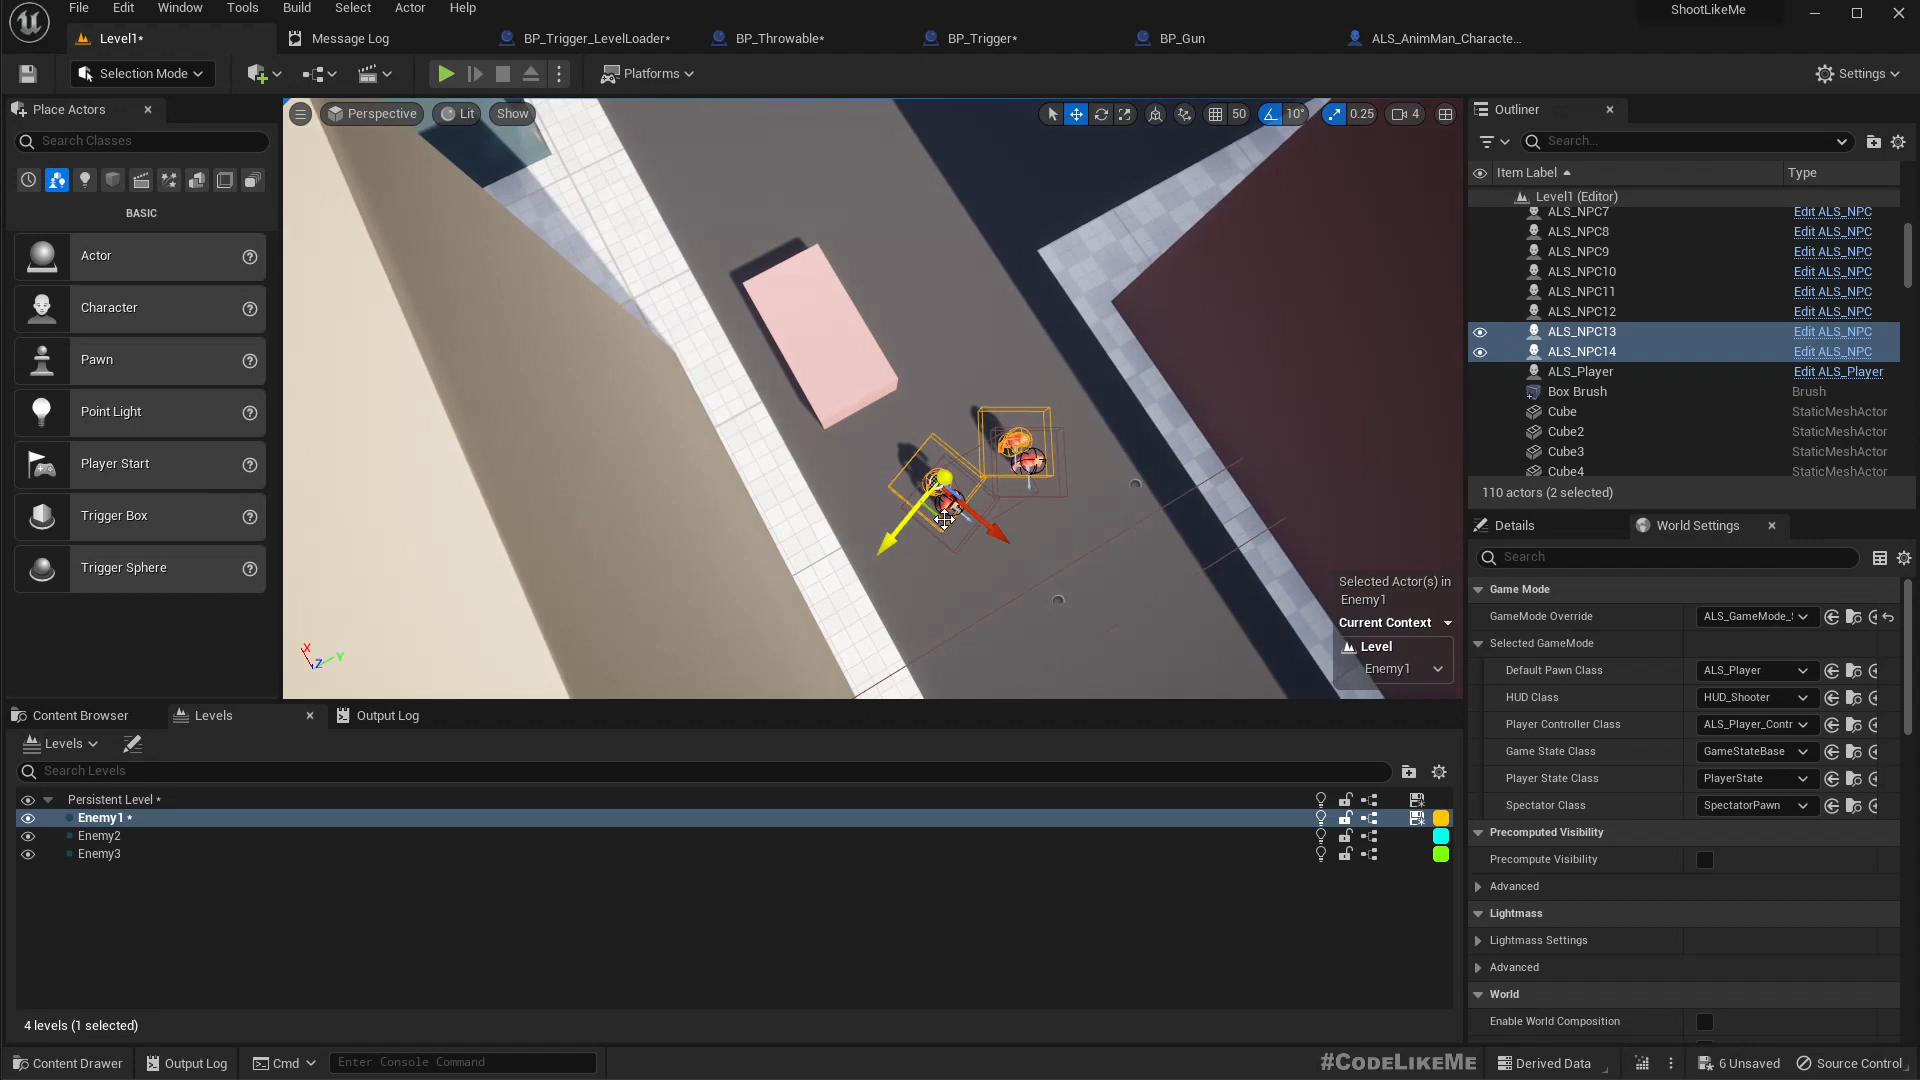 File Edit Window Tools Build Select Actor Help
ShootLikeMe
Level1* Message Log BP_Trigger_LevelLoader* BP_Throwable* BP_Trigger* BP_Gun ALS_AnimMan_Characte...
Selection Mode Platforms Settings
Place Actors
Search Classes
BASIC
Actor
Character
Pawn
Point Light
Player Start
Trigger Box
Trigger Sphere
Perspective Lit Show 50 10° 0.25 4
X
Z Y
Selected Actor(s) in
Enemy1
Current Context
Level
Enemy1
Outliner
Search...
Item Label Type
Level1 (Editor)
ALS_NPC7 Edit ALS_NPC
ALS_NPC8 Edit ALS_NPC
ALS_NPC9 Edit ALS_NPC
ALS_NPC10 Edit ALS_NPC
ALS_NPC11 Edit ALS_NPC
ALS_NPC12 Edit ALS_NPC
ALS_NPC13 Edit ALS_NPC
ALS_NPC14 Edit ALS_NPC
ALS_Player Edit ALS_Player
Box Brush Brush
Cube StaticMeshActor
Cube2 StaticMeshActor
Cube3 StaticMeshActor
Cube4 StaticMeshActor
110 actors (2 selected)
Details World Settings
Search
Game Mode
GameMode Override ALS_GameMode_
Selected GameMode
Default Pawn Class ALS_Player
HUD Class HUD_Shooter
Player Controller Class ALS_Player_Contr
Game State Class GameStateBase
Player State Class PlayerState
Spectator Class SpectatorPawn
Precomputed Visibility
Precompute Visibility
Advanced
Lightmass
Lightmass Settings
Advanced
World
Enable World Composition
Content Browser Levels Output Log
Levels
Search Levels
Persistent Level *
Enemy1 *
Enemy2
Enemy3
4 levels (1 selected)
Content Drawer Output Log Cmd Enter Console Command #CODELIKEME Derived Data 6 Unsaved Source Control